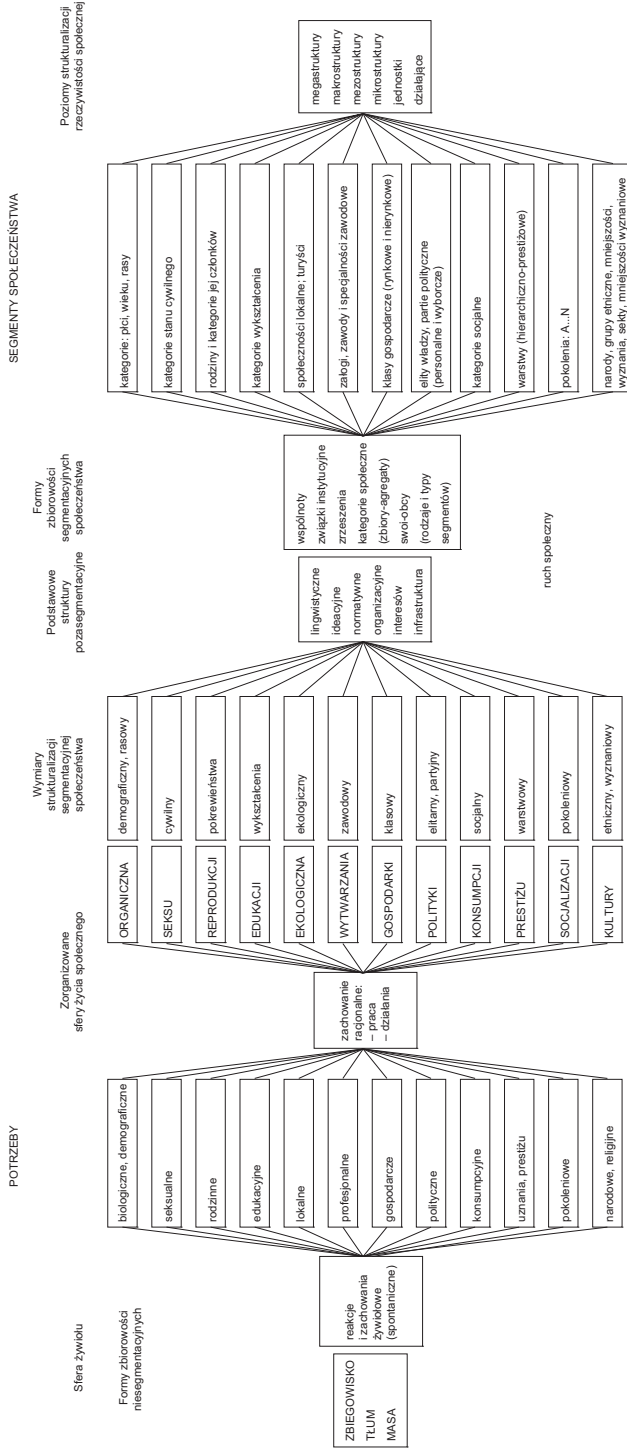 POTRZEBY
SEGMENTY SPOŁECZEŃSTWA
Sfera żywiołu
Formy zbiorowości
niesegmentacyjnych
Zorganizowane
sfery życia społecznego
Wymiary
strukturalizacji
segmentacyjnej
społeczeństwa
Podstawowe
struktury
pozasegmentacyjne
Formy
zbiorowości
segmentacyjnych
społeczeństwa
Poziomy strukturalizacji
rzeczywistości społecznej
ZBIEGOWISKO
TŁUM
MASA
reakcje
i zachowania
żywiołowe
(spontaniczne)
biologiczne, demograficzne
seksualne
rodzinne
edukacyjne
lokalne
profesjonalne
gospodarcze
polityczne
konsumpcyjne
uznania, prestiżu
pokoleniowe
narodowe, religijne
zachowanie
racjonalne:
– praca
– działania
ORGANICZNA
SEKSU
REPRODUKCJI
EDUKACJI
EKOLOGICZNA
WYTWARZANIA
GOSPODARKI
POLITYKI
KONSUMPCJI
PRESTIŻU
SOCJALIZACJI
KULTURY
demograficzny, rasowy
cywilny
pokrewieństwa
wykształcenia
ekologiczny
zawodowy
klasowy
elitarny, partyjny
socjalny
warstwowy
pokoleniowy
etniczny, wyznaniowy
lingwistyczne
ideacyjne
normatywne
organizacyjne
interesów
infrastruktura
wspólnoty
związki instytucyjne
zrzeszenia
kategorie społeczne
(zbiory-agregaty)
swoi-obcy
(rodzaje i typy
segmentów)
ruch społeczny
kategorie: płci, wieku, rasy
kategorie stanu cywilnego
rodziny i kategorie jej członków
kategorie wykształcenia
społeczności lokalne; turyści
załogi, zawody i specjalności zawodowe
klasy gospodarcze (rynkowe i nierynkowe)
elity władzy, partie polityczne
(personalne i wyborcze)
kategorie socjalne
warstwy (hierarchiczno-prestiżowe)
pokolenia: A...N
narody, grupy etniczne, mniejszości,
wyznania, sekty, mniejszości wyznaniowe
megastruktury
makrostruktury
mezostruktury
mikrostruktury
jednostki
działające